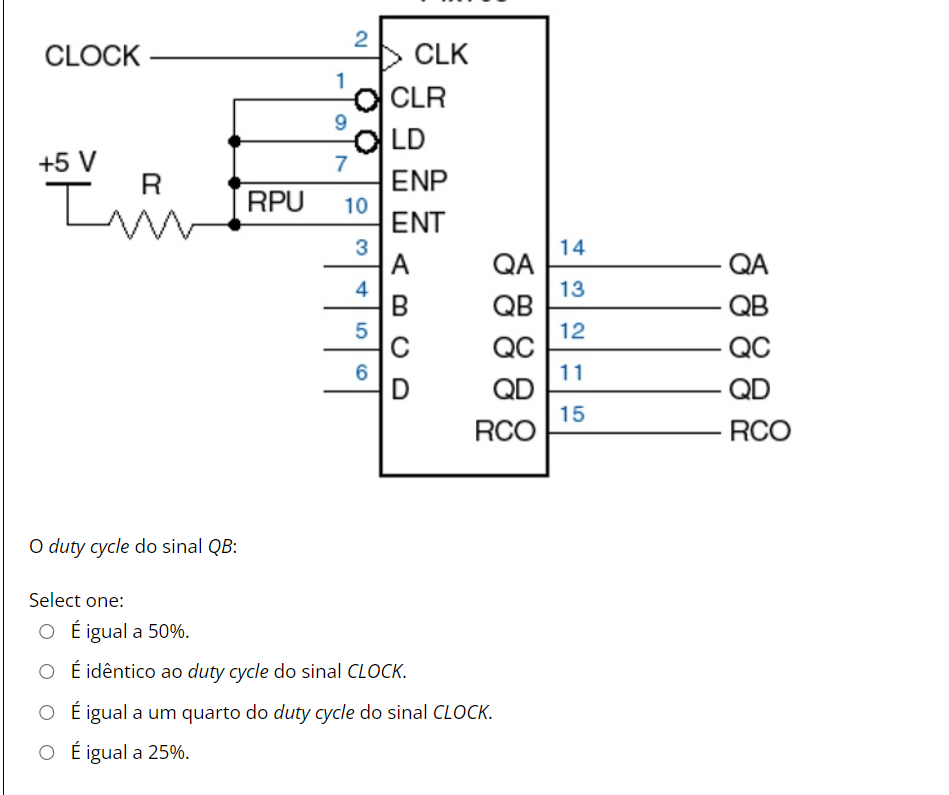 2
CLOCK
CLK
1
CLR
9
LD
+5 V
7
R
ENP
RPU
10
ENT
3
14
A
QA
QA
4
13
B
QB
QB
5
12
C
QC
QC
6
11
D
QD
QD
15
RCO
RCO
O duty cycle do sinal QB:
Select one:
É igual a 50%.
É idêntico ao duty cycle do sinal CLOCK.
É igual a um quarto do duty cycle do sinal CLOCK.
É igual a 25%.